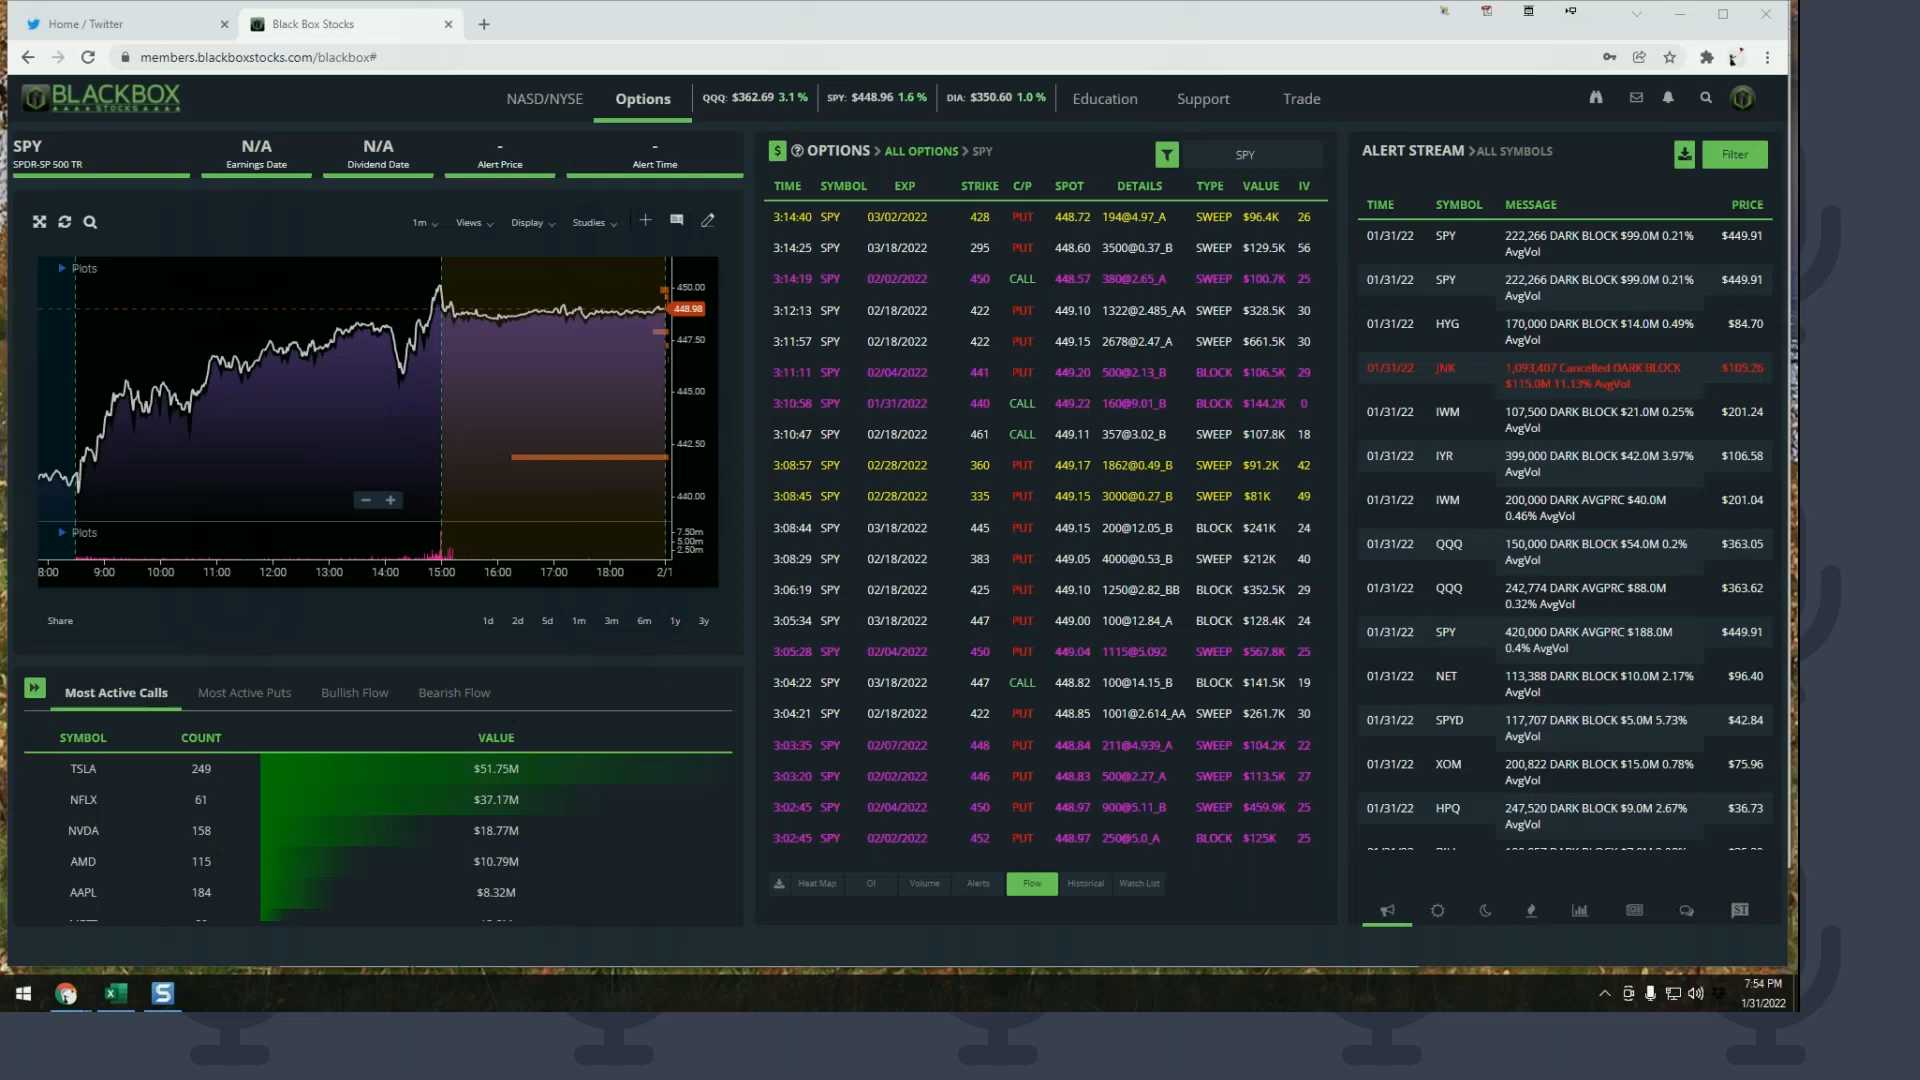 Home / Twitter
Black Box Stocks
members.blackboxstocks.com/blackbox#
BLACKBOX
STOCKS
NASD/NYSE Options QQQ: $362.69 3.1 % SPY: $448.96 1.6 % DIA: $350.60 1.0 % Education Support Trade
SPY N/A N/A - -
SPDR-SP 500 TR Earnings Date Dividend Date Alert Price Alert Time
1m Views Display Studies
Plots
450.00
448.98
447.50
445.00
442.50
440.00
Plots
7.50m
5.00m
2.50m
8:00 9:00 10:00 11:00 12:00 13:00 14:00 15:00 16:00 17:00 18:00 2/1
Share 1d 2d 5d 1m 3m 6m 1y 3y
Most Active Calls Most Active Puts Bullish Flow Bearish Flow
SYMBOL COUNT VALUE
TSLA 249 $51.75M
NFLX 61 $37.17M
NVDA 158 $18.77M
AMD 115 $10.79M
AAPL 184 $8.32M
$ OPTIONS > ALL OPTIONS > SPY SPY
TIME SYMBOL EXP STRIKE C/P SPOT DETAILS TYPE VALUE IV
3:14:40 SPY 03/02/2022 428 PUT 448.72 194@4.97_A SWEEP $96.4K 26
3:14:25 SPY 03/18/2022 295 PUT 448.60 3500@0.37_B SWEEP $129.5K 56
3:14:19 SPY 02/02/2022 450 CALL 448.57 380@2.65_A SWEEP $100.7K 25
3:12:13 SPY 02/18/2022 422 PUT 449.10 1322@2.485_AA SWEEP $328.5K 30
3:11:57 SPY 02/18/2022 422 PUT 449.15 2678@2.47_A SWEEP $661.5K 30
3:11:11 SPY 02/04/2022 441 PUT 449.20 500@2.13_B BLOCK $106.5K 29
3:10:58 SPY 01/31/2022 440 CALL 449.22 160@9.01_B BLOCK $144.2K 0
3:10:47 SPY 02/18/2022 461 CALL 449.11 357@3.02_B SWEEP $107.8K 18
3:08:57 SPY 02/28/2022 360 PUT 449.17 1862@0.49_B SWEEP $91.2K 42
3:08:45 SPY 02/28/2022 335 PUT 449.15 3000@0.27_B SWEEP $81K 49
3:08:44 SPY 03/18/2022 445 PUT 449.15 200@12.05_B BLOCK $241K 24
3:08:29 SPY 02/18/2022 383 PUT 449.05 4000@0.53_B SWEEP $212K 40
3:06:19 SPY 02/18/2022 425 PUT 449.10 1250@2.82_BB BLOCK $352.5K 29
3:05:34 SPY 03/18/2022 447 PUT 449.00 100@12.84_A BLOCK $128.4K 24
3:05:28 SPY 02/04/2022 450 PUT 449.04 1115@5.092 SWEEP $567.8K 25
3:04:22 SPY 03/18/2022 447 CALL 448.82 100@14.15_B BLOCK $141.5K 19
3:04:21 SPY 02/18/2022 422 PUT 448.85 1001@2.614_AA SWEEP $261.7K 30
3:03:35 SPY 02/07/2022 448 PUT 448.84 211@4.939_A SWEEP $104.2K 22
3:03:20 SPY 02/02/2022 446 PUT 448.83 500@2.27_A SWEEP $113.5K 27
3:02:45 SPY 02/04/2022 450 PUT 448.97 900@5.11_B SWEEP $459.9K 25
3:02:45 SPY 02/02/2022 452 PUT 448.97 250@5.0_A BLOCK $125K 25
Heat Map OI Volume Alerts Flow Historical Watch List
ALERT STREAM >ALL SYMBOLS Filter
TIME SYMBOL MESSAGE PRICE
01/31/22 SPY 222,266 DARK BLOCK $99.0M 0.21% $449.91
AvgVol
01/31/22 SPY 222,266 DARK BLOCK $99.0M 0.21% $449.91
AvgVol
01/31/22 HYG 170,000 DARK BLOCK $14.0M 0.49% $84.70
AvgVol
01/31/22 JNK 1,093,407 Cancelled DARK BLOCK $105.26
$115.0M 11.13% AvgVol
01/31/22 IWM 107,500 DARK BLOCK $21.0M 0.25% $201.24
AvgVol
01/31/22 IYR 399,000 DARK BLOCK $42.0M 3.97% $106.58
AvgVol
01/31/22 IWM 200,000 DARK AVGPRC $40.0M $201.04
0.46% AvgVol
01/31/22 QQQ 150,000 DARK BLOCK $54.0M 0.2% $363.05
AvgVol
01/31/22 QQQ 242,774 DARK AVGPRC $88.0M $363.62
0.32% AvgVol
01/31/22 SPY 420,000 DARK AVGPRC $188.0M $449.91
0.4% AvgVol
01/31/22 NET 113,388 DARK BLOCK $10.0M 2.17% $96.40
AvgVol
01/31/22 SPYD 117,707 DARK BLOCK $5.0M 5.73% $42.84
AvgVol
01/31/22 XOM 200,822 DARK BLOCK $15.0M 0.78% $75.96
AvgVol
01/31/22 HPQ 247,520 DARK BLOCK $9.0M 2.67% $36.73
AvgVol
ST
7:54 PM
1/31/2022